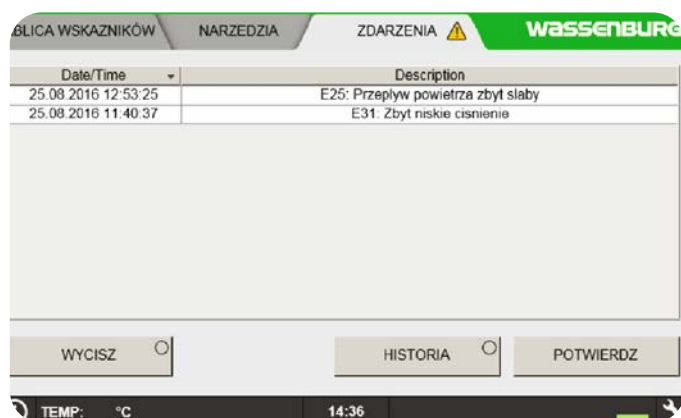 BLICA WSKAZNIKÓW NARZEDZIA ZDARZENIA WASSENBURG
Date/Time Description
25.08.2016 12:53:25 E25: Przeplyw powietrza zbyt slaby
25.08.2016 11:40:37 E31: Zbyt niskie cisnienie
WYCISZ HISTORIA POTWIERDZ
TEMP: °C 14:36